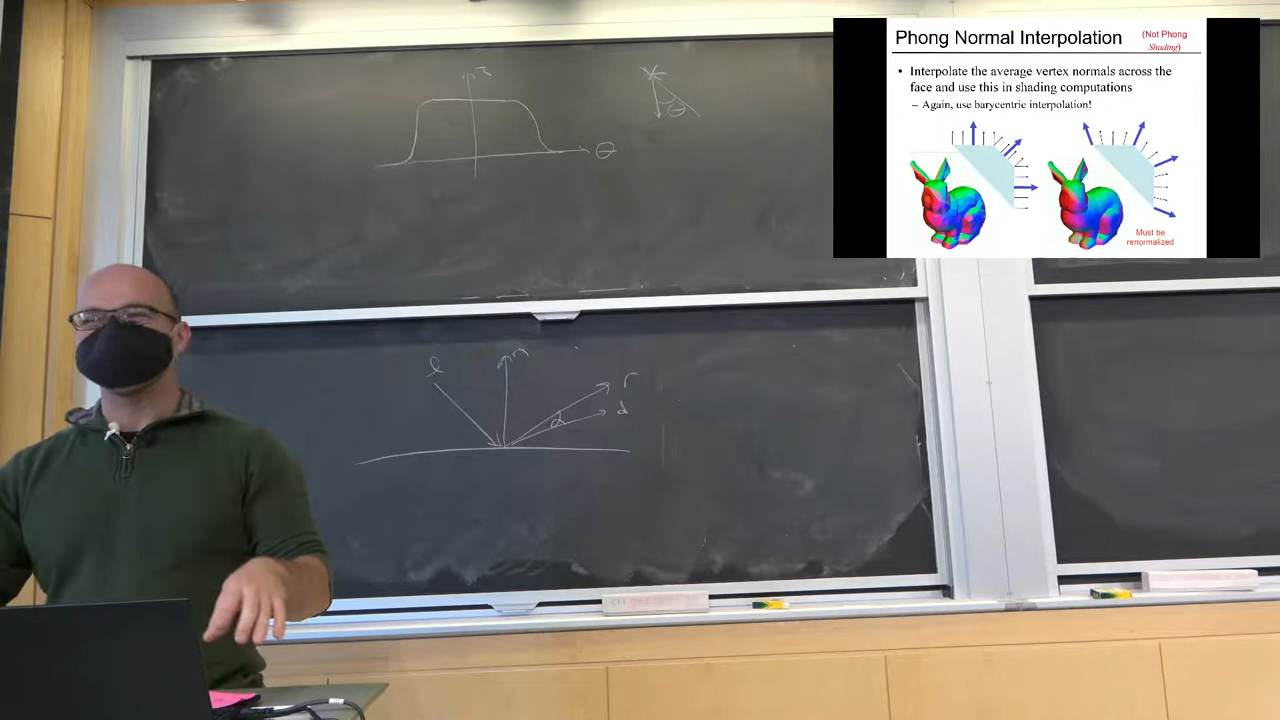 Phong Normal Interpolation
(Not Phong
Shading)
• Interpolate the average vertex normals across the
face and use this in shading computations
– Again, use barycentric interpolation!
Must be
renormalized
θ
θ
n
r
d
l
α